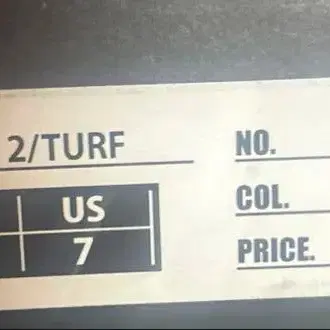 2/TURF
US
7
NO.
COL.
PRICE.